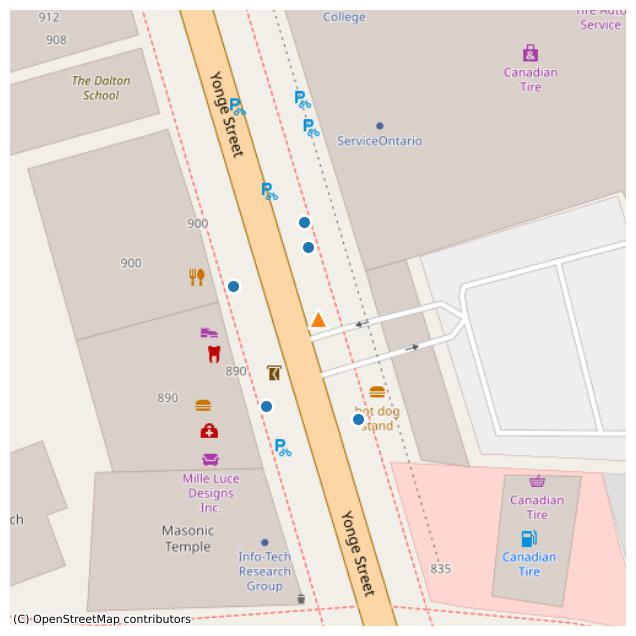 912
College
Tire Auto
Service
908
The Dalton
School
Canadian
Tire
Yonge Street
ServiceOntario
900
900
890
890
hot dog
stand
Mille Luce
Designs
Inc.
Canadian
Tire
ch
Masonic
Temple
Yonge Street
Info-Tech
Research
Group
Canadian
Tire
835
(C) OpenStreetMap contributors